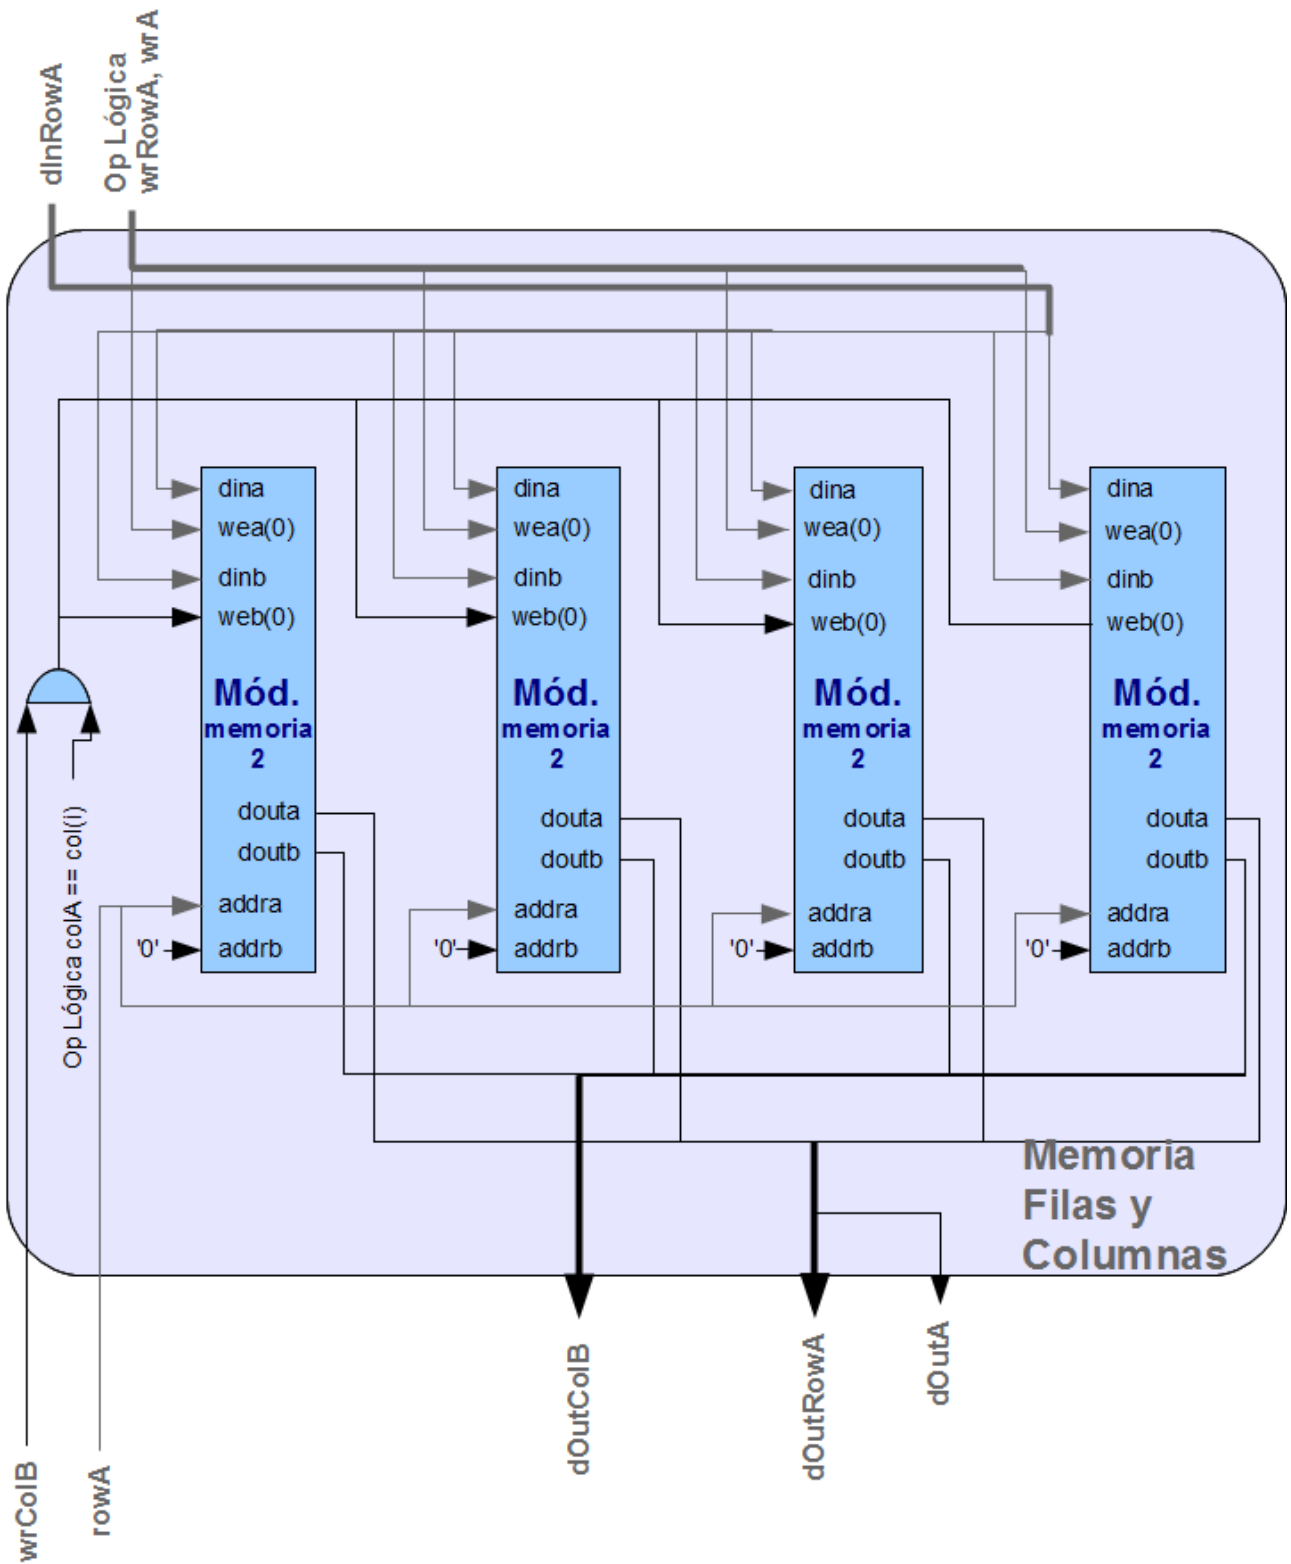 dInRowA
Op Lógica
wrRowA, wrA
dina
wea(0)
dinb
web(0)
Mód.
memoria
2
douta
doutb
addra
'0'
addrb
dina
wea(0)
dinb
web(0)
Mód.
memoria
2
douta
doutb
addra
'0'
addrb
dina
wea(0)
dinb
web(0)
Mód.
memoria
2
douta
doutb
addra
'0'
addrb
dina
wea(0)
dinb
web(0)
Mód.
memoria
2
douta
doutb
addra
'0'
addrb
Op Lógica colA == col(i)
Memoria
Filas y
Columnas
wrColB
rowA
dOutColB
dOutRowA
dOutA